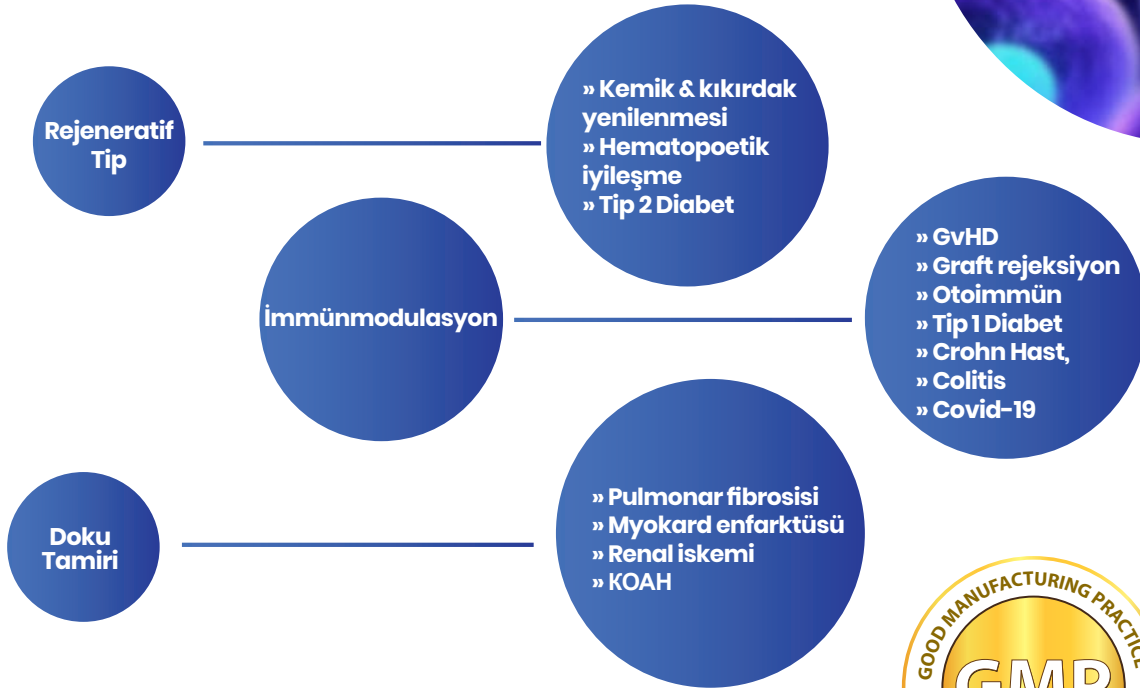 Rejeneratif
Tip
» Kemik & kıkırdak
yenilenmesi
» Hematopoetik
iyileşme
» Tip 2 Diabet
İmmünmodulasyon
» GvHD
» Graft rejeksiyon
» Otoimmün
» Tip 1 Diabet
» Crohn Hast,
» Colitis
» Covid-19
Doku
Tamiri
» Pulmonar fibrosisi
» Myokard enfarktüsü
» Renal iskemi
» KOAH
GOOD MANUFACTURING PRACTICE
GMP